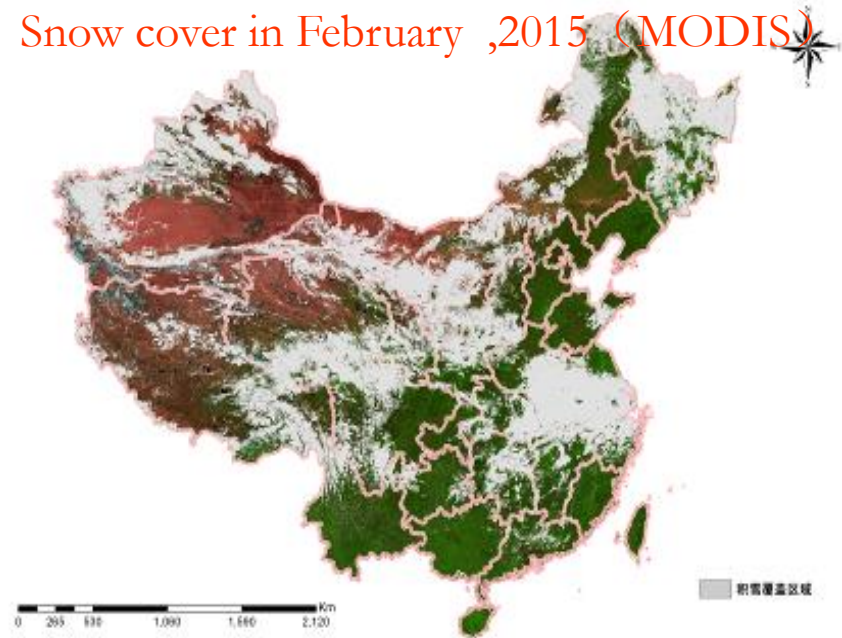 Snow cover in February ,2015（MODIS）
积雪覆盖区域
Km
0 265 530 1,060 1,590 2,120